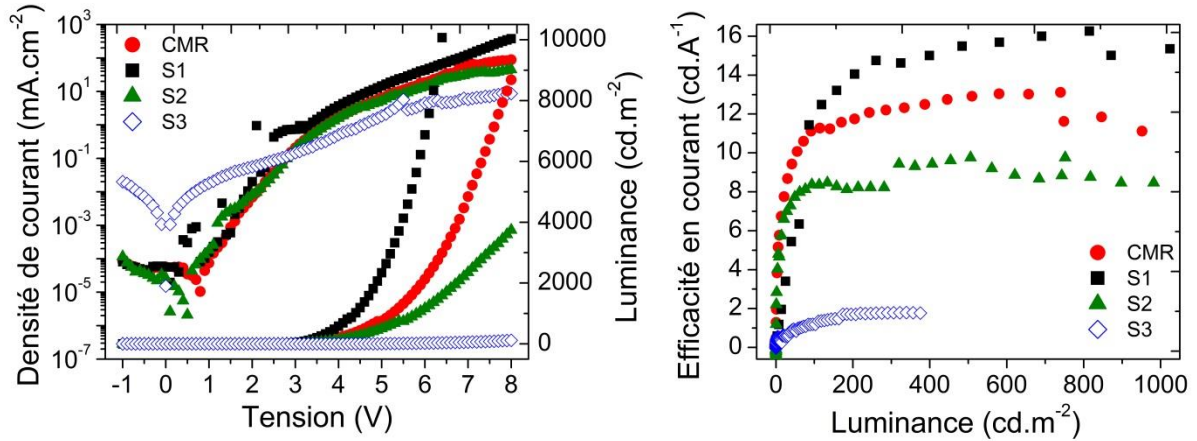 Densité de courant (mA.cm-2)
10³
10¹
10-1
10-3
10-5
10-7
CMR
S1
S2
S3
-1 0 1 2 3 4 5 6 7 8
Tension (V)
10000
8000
6000
4000
2000
0
Luminance (cd.m-2)
Efficacité en courant (cd.A-1)
16
14
12
10
8
6
4
2
0
CMR
S1
S2
S3
0 200 400 600 800 1000
Luminance (cd.m-2)